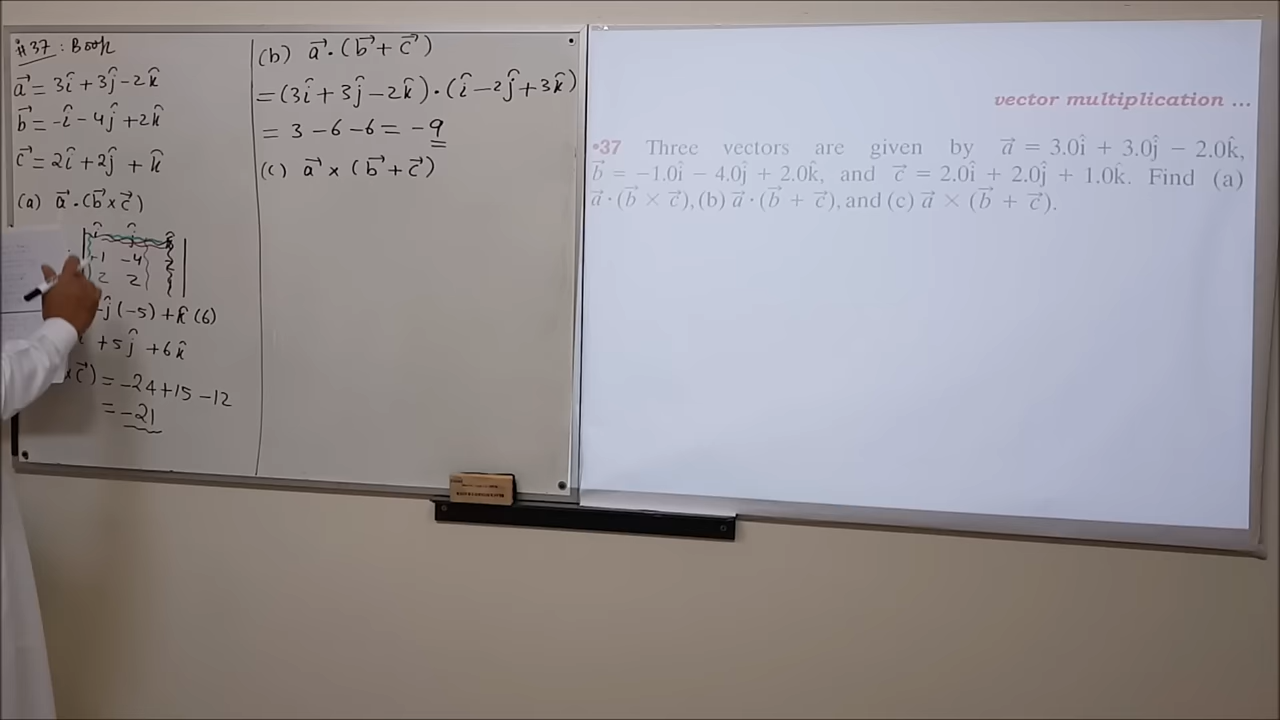 #37 : Book
a⃗ = 3î + 3ĵ - 2k̂
b⃗ = -î - 4ĵ + 2k̂
c⃗ = 2î + 2ĵ + k̂
(a) a⃗ · (b⃗ × c⃗)
î ĵ k̂
-1 -4 2
2 2
-ĵ(-5) + k̂(6)
+5ĵ + 6k̂
× c⃗) = -24 + 15 - 12
= -21
(b) a⃗ · (b⃗ + c⃗)
= (3î + 3ĵ - 2k̂) · (î - 2ĵ + 3k̂)
= 3 - 6 - 6 = -9
(c) a⃗ × (b⃗ + c⃗)
vector multiplication ...
•37 Three vectors are given by a⃗ = 3.0î + 3.0ĵ − 2.0k̂,
b⃗ = −1.0î − 4.0ĵ + 2.0k̂, and c⃗ = 2.0î + 2.0ĵ + 1.0k̂. Find (a)
a⃗ · (b⃗ × c⃗), (b) a⃗ · (b⃗ + c⃗), and (c) a⃗ × (b⃗ + c⃗).